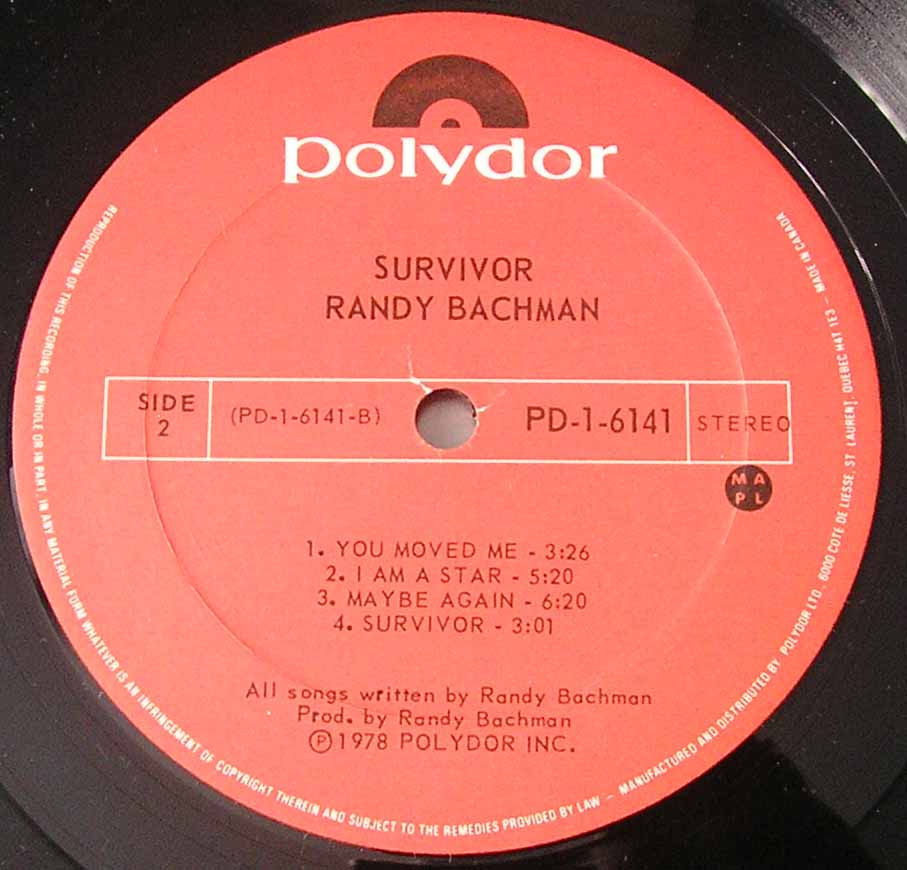 polydor
SURVIVOR
RANDY BACHMAN
SIDE
2
(PD-1-6141-B)
PD-1-6141
STEREO
M A
P L
1. YOU MOVED ME - 3:26
2. I AM A STAR - 5:20
3. MAYBE AGAIN - 6:20
4. SURVIVOR - 3:01
All songs written by Randy Bachman
Prod. by Randy Bachman
Ⓟ1978 POLYDOR INC.
REPRODUCTION OF THIS RECORDING, IN WHOLE OR IN PART, IN ANY MATERIAL FORM WHATEVER IS AN INFRINGEMENT OF COPYRIGHT THEREIN AND SUBJECT TO THE REMEDIES PROVIDED BY LAW – MANUFACTURED AND DISTRIBUTED BY POLYDOR LTD., 6000 COTE DE LIESSE, ST LAURENT, QUEBEC H4T 1E3 – MADE IN CANADA